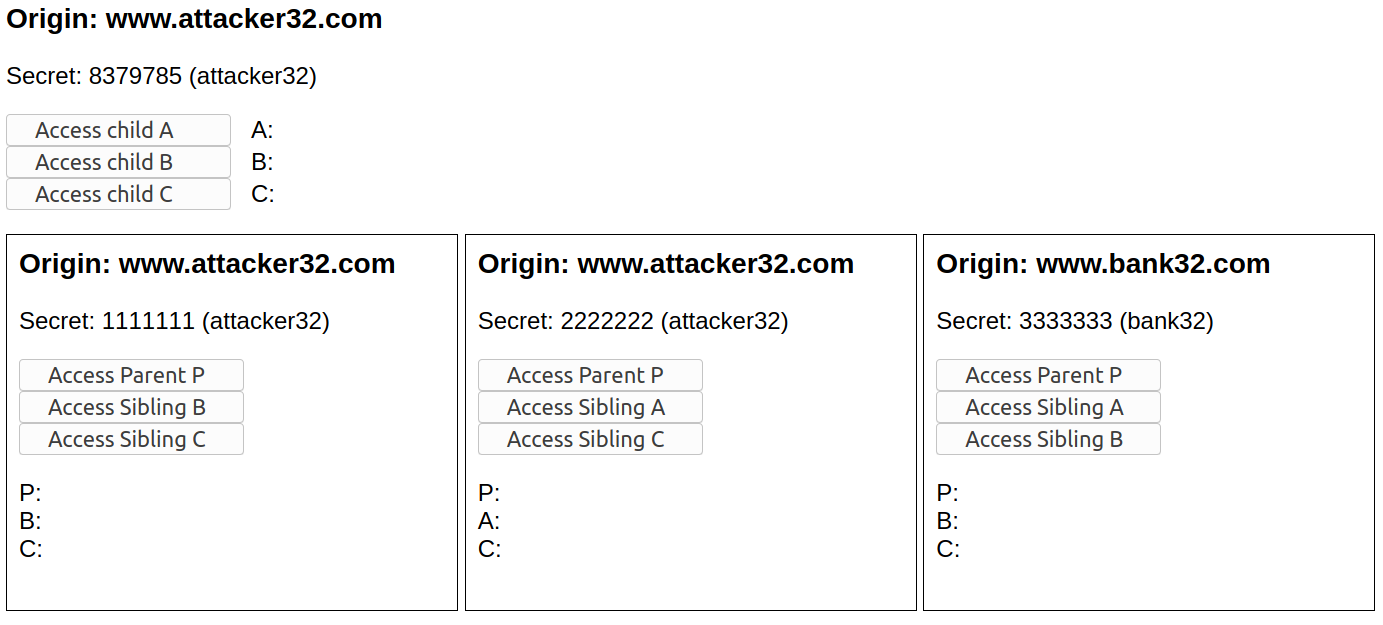 Origin: www.attacker32.com
Secret: 8379785 (attacker32)
Access child A A:
Access child B B:
Access child C C:
Origin: www.attacker32.com
Secret: 1111111 (attacker32)
Access Parent P
Access Sibling B
Access Sibling C
P:
B:
C:
Origin: www.attacker32.com
Secret: 2222222 (attacker32)
Access Parent P
Access Sibling A
Access Sibling C
P:
A:
C:
Origin: www.bank32.com
Secret: 3333333 (bank32)
Access Parent P
Access Sibling A
Access Sibling B
P:
B:
C: